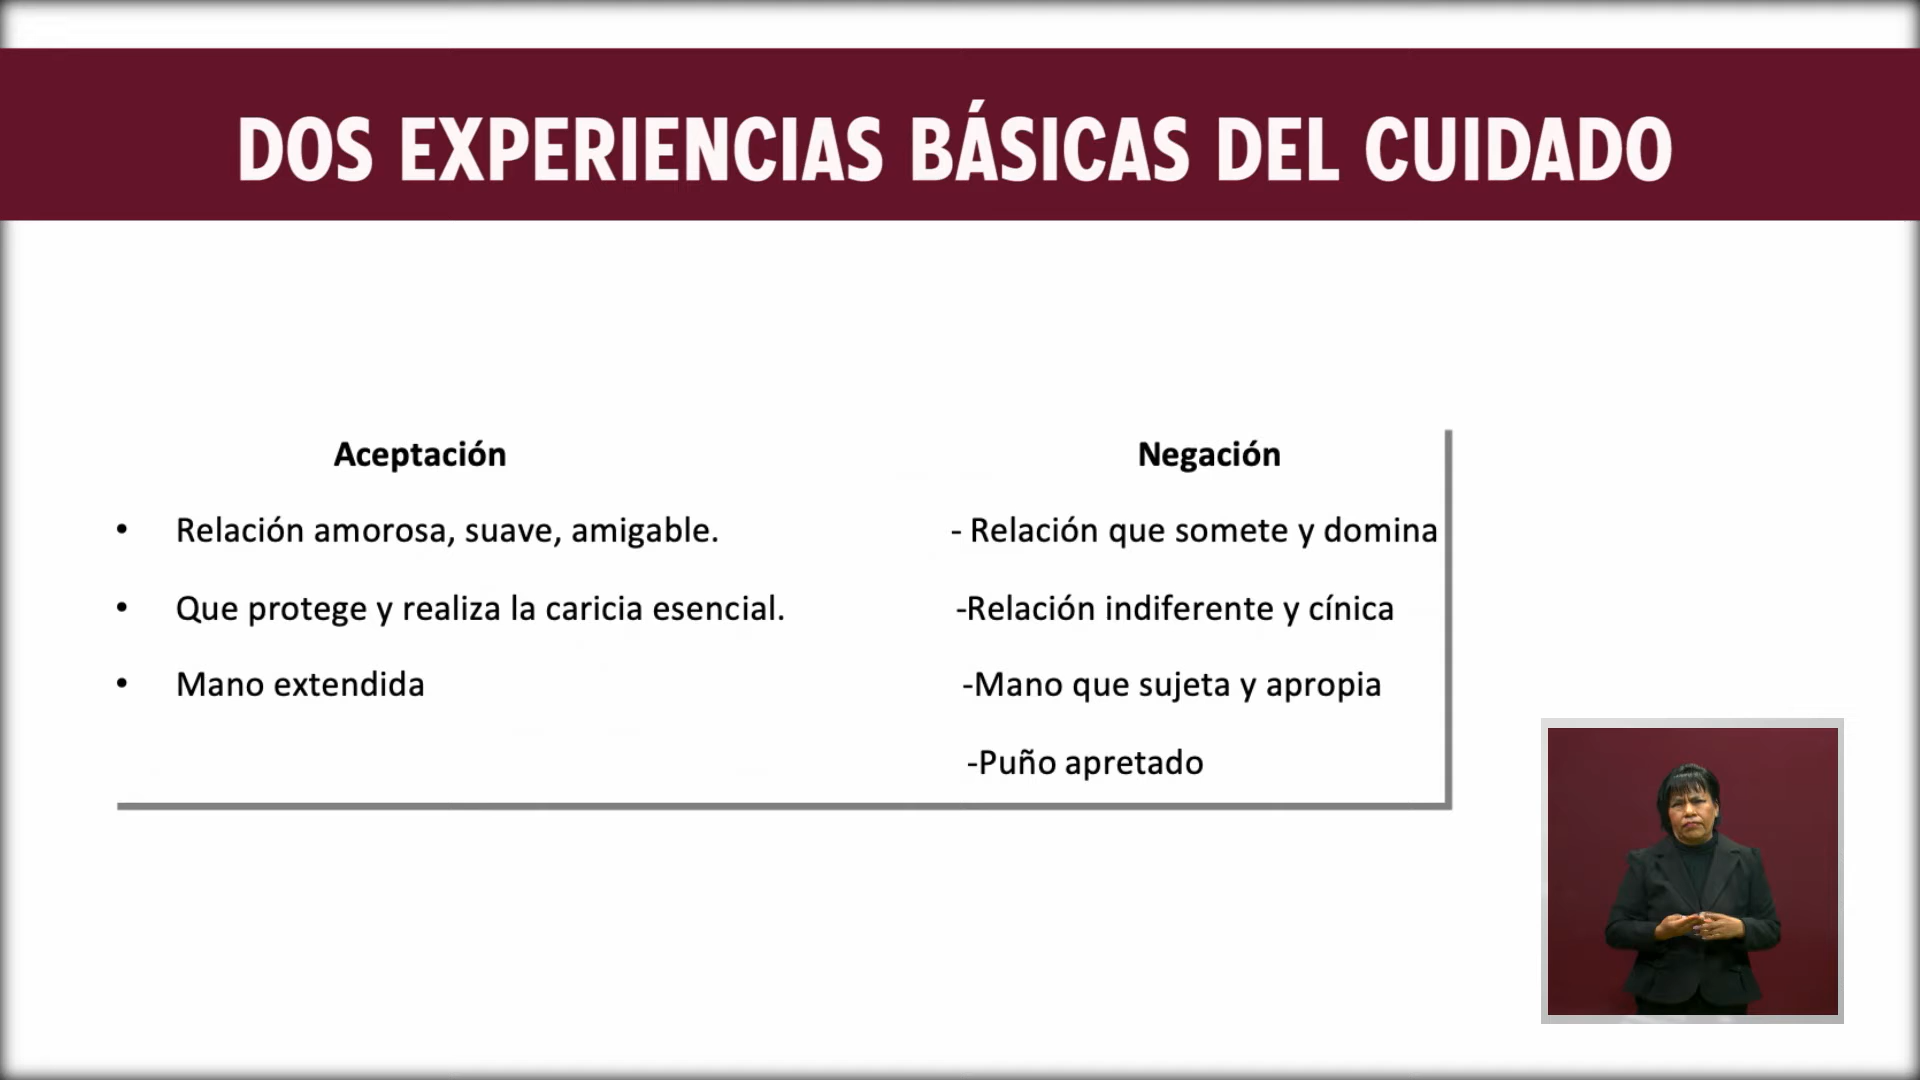 DOS EXPERIENCIAS BÁSICAS DEL CUIDADO
Aceptación
• Relación amorosa, suave, amigable.
• Que protege y realiza la caricia esencial.
• Mano extendida
Negación
- Relación que somete y domina
-Relación indiferente y cínica
-Mano que sujeta y apropia
-Puño apretado